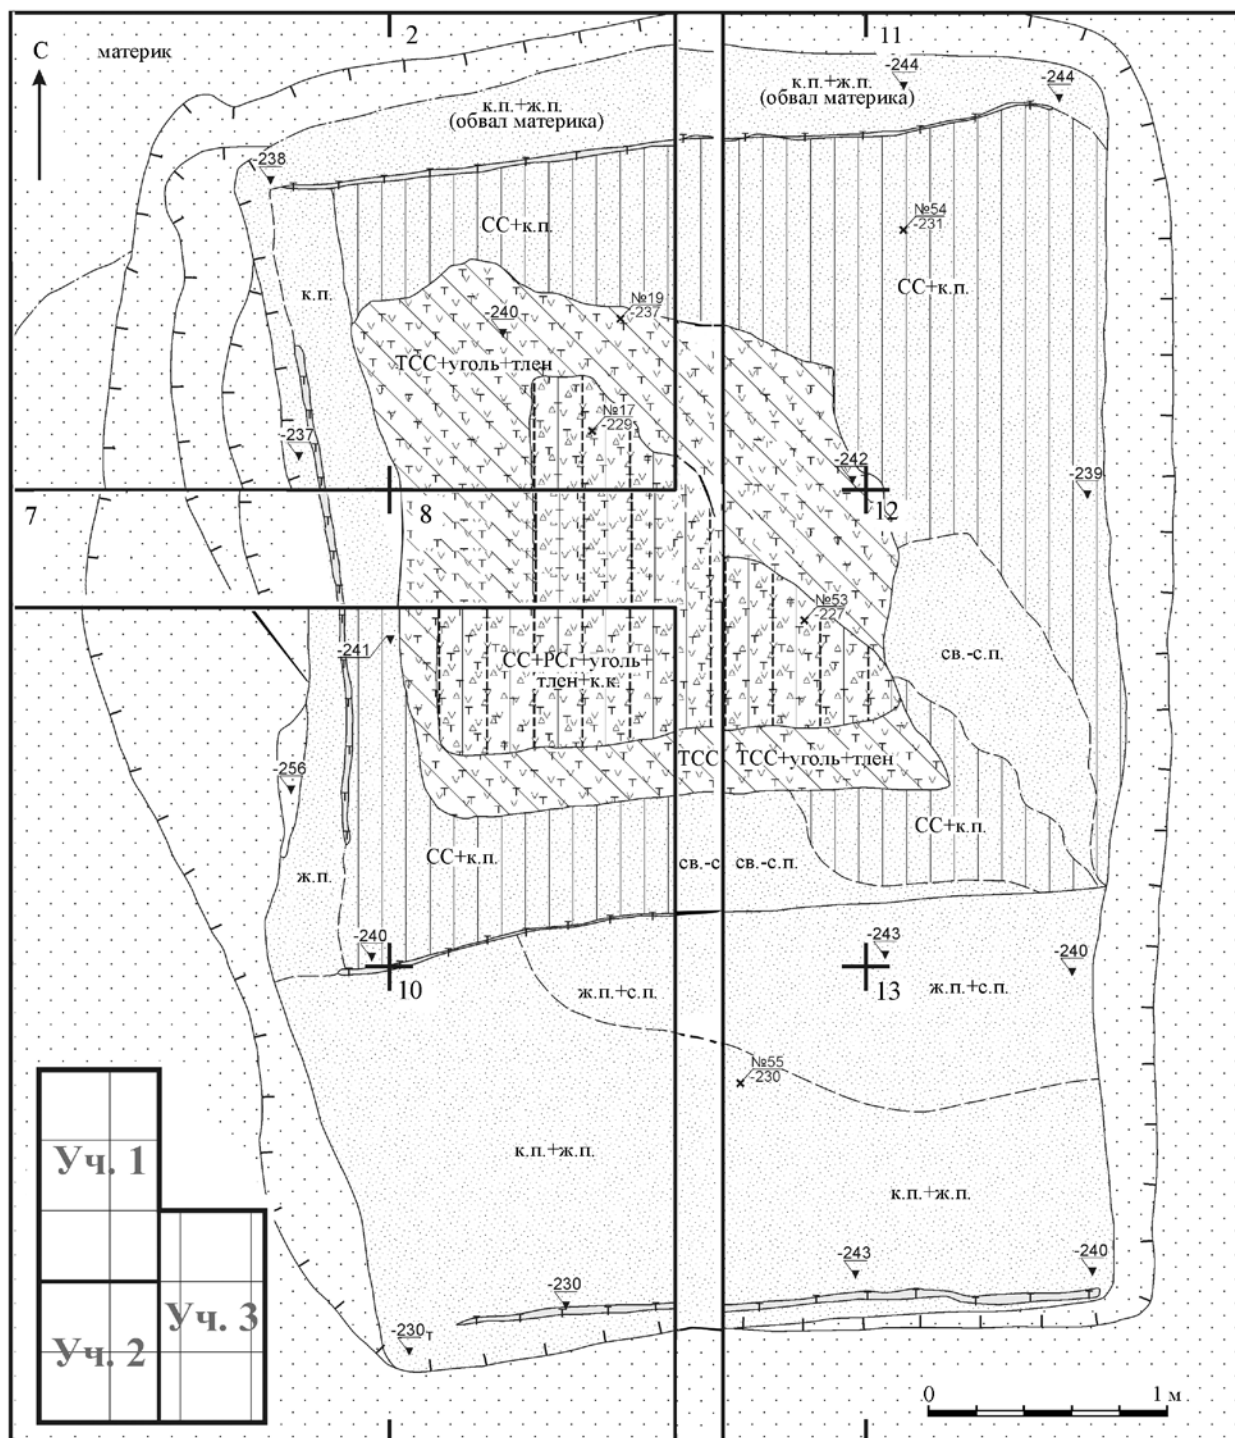 2
11
С
материк
-244
-244
к.п.+ж.п.
(обвал материка)
к.п.+ж.п.
(обвал материка)
-238
№54
-231
СС+к.п.
СС+к.п.
к.п.
№19
-237
-240
ТСС+уголь+тлен
№17
-229
-237
-242
-239
7
8
12
№53
-227
-241
СС+РСг+уголь+
тлен+к.к.
св.-с.п.
ТСС
ТСС+уголь+тлен
256
СС+к.п.
СС+к.п.
св.-с
св.-с.п.
ж.п.
-240
-243
-240
10
13
ж.п.+с.п.
ж.п.+с.п.
№55
-230
к.п.+ж.п.
к.п.+ж.п.
Уч. 1
Уч. 3
Уч. 2
-243
-240
-230
-230
т
0
1 м